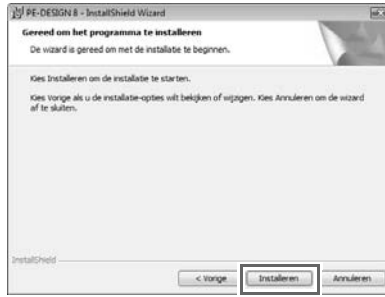 PE-DESIGN 8 - InstallShield Wizard
Gereed om het programma te installeren
De wizard is gereed om met de installatie te beginnen.
Kies Installeren om de installatie te starten.
Kies Vorige als u de installatie-opties wilt bekijken of wijzigen. Kies Annuleren om de wizard
af te sluiten.
InstallShield
< Vorige Installeren Annuleren